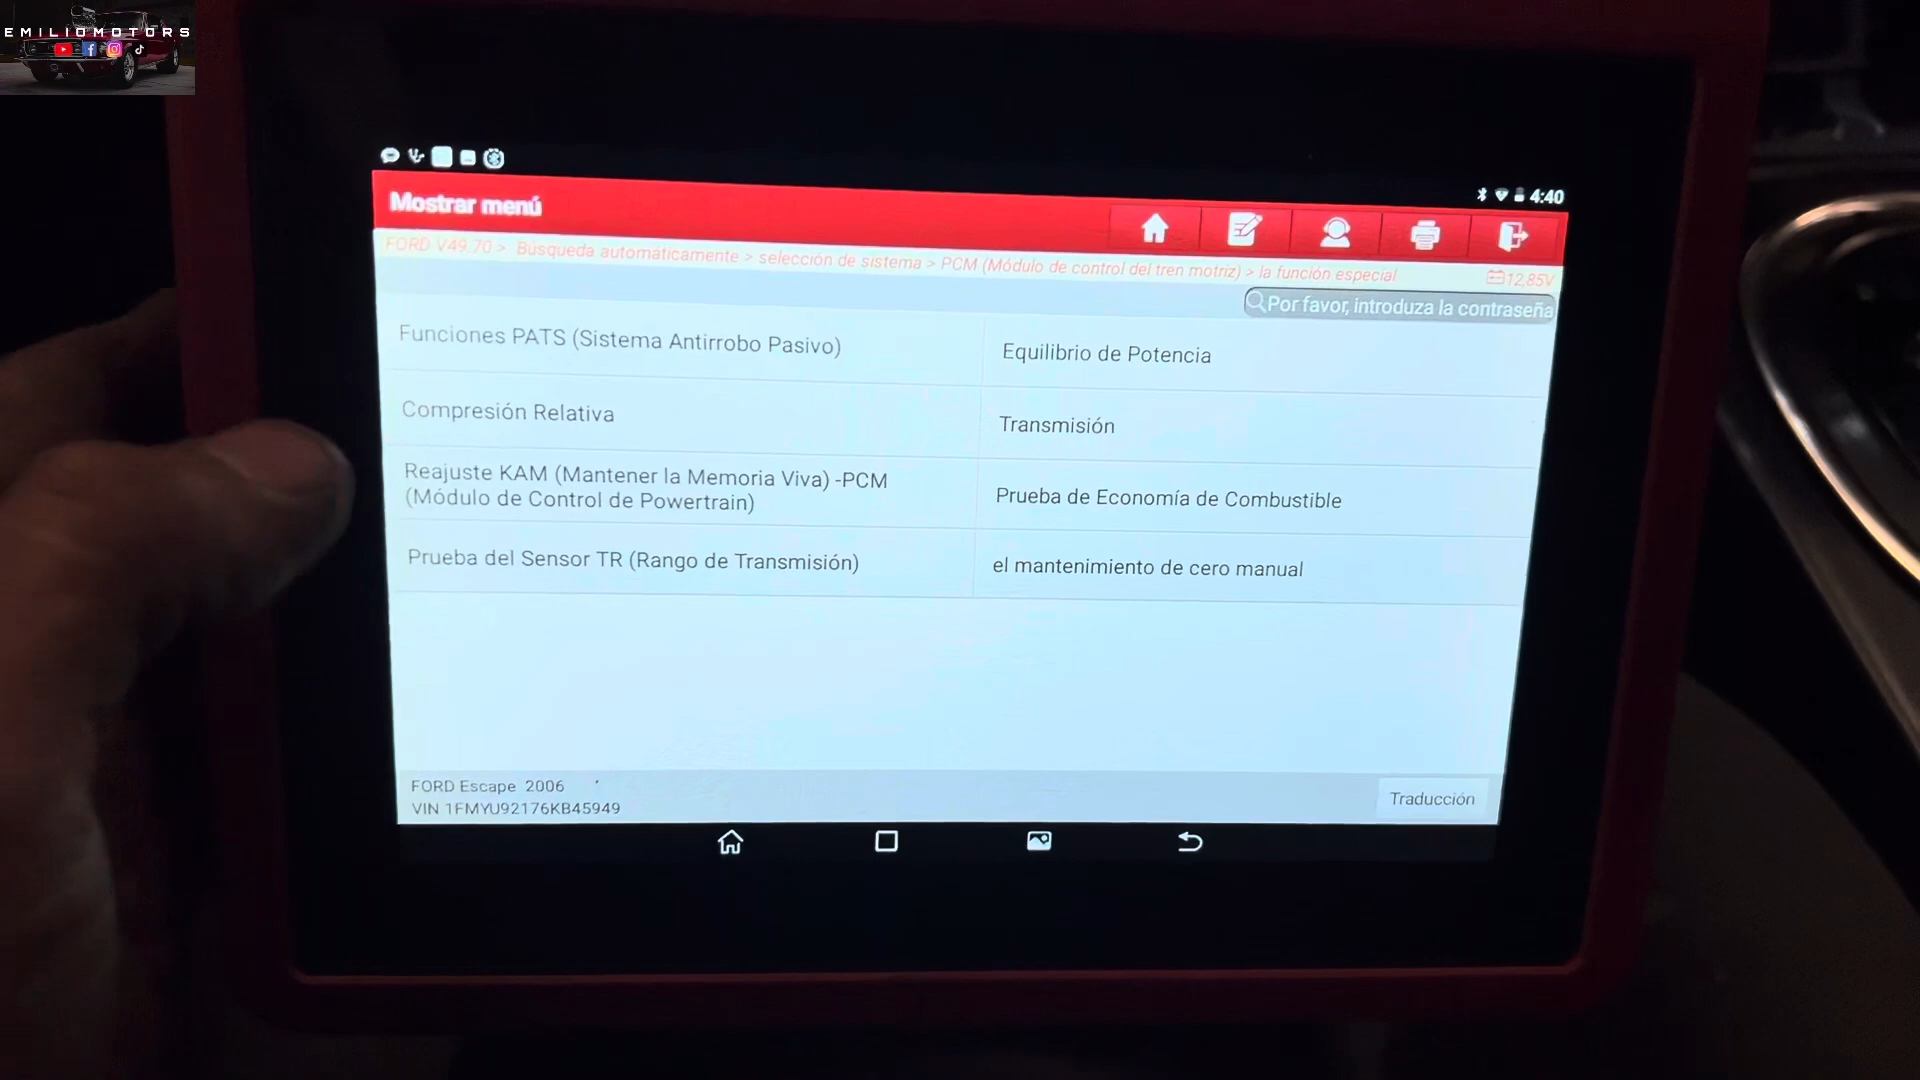 EMILIOMOTORS
4:40
Mostrar menú
FORD V49.70 > Búsqueda automáticamente > selección de sistema > PCM (Módulo de control del tren motriz) > la función especial
12,85V
Por favor, introduza la contraseña
Funciones PATS (Sistema Antirrobo Pasivo)
Equilibrio de Potencia
Compresión Relativa
Transmisión
Reajuste KAM (Mantener la Memoria Viva) -PCM
(Módulo de Control de Powertrain)
Prueba de Economía de Combustible
Prueba del Sensor TR (Rango de Transmisión)
el mantenimiento de cero manual
FORD Escape 2006
VIN 1FMYU92176KB45949
Traducción